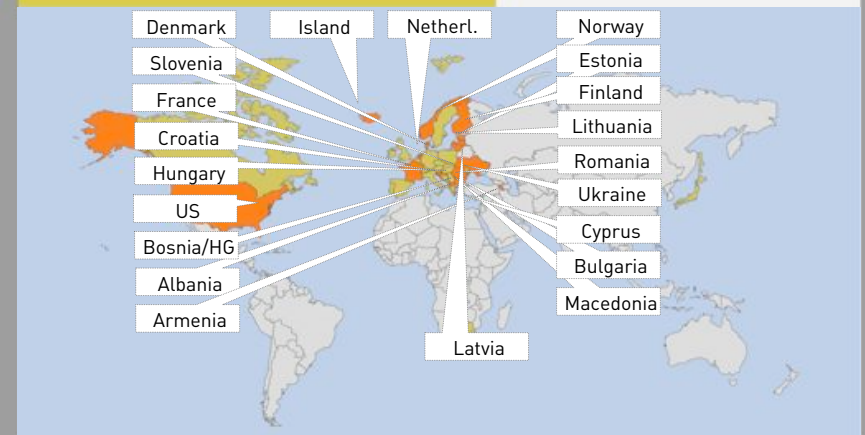 Denmark
Slovenia
France
Croatia
Hungary
US
Bosnia/HG
Albania
Armenia
Island
Netherl.
Norway
Estonia
Finland
Lithuania
Romania
Ukraine
Cyprus
Bulgaria
Macedonia
Latvia